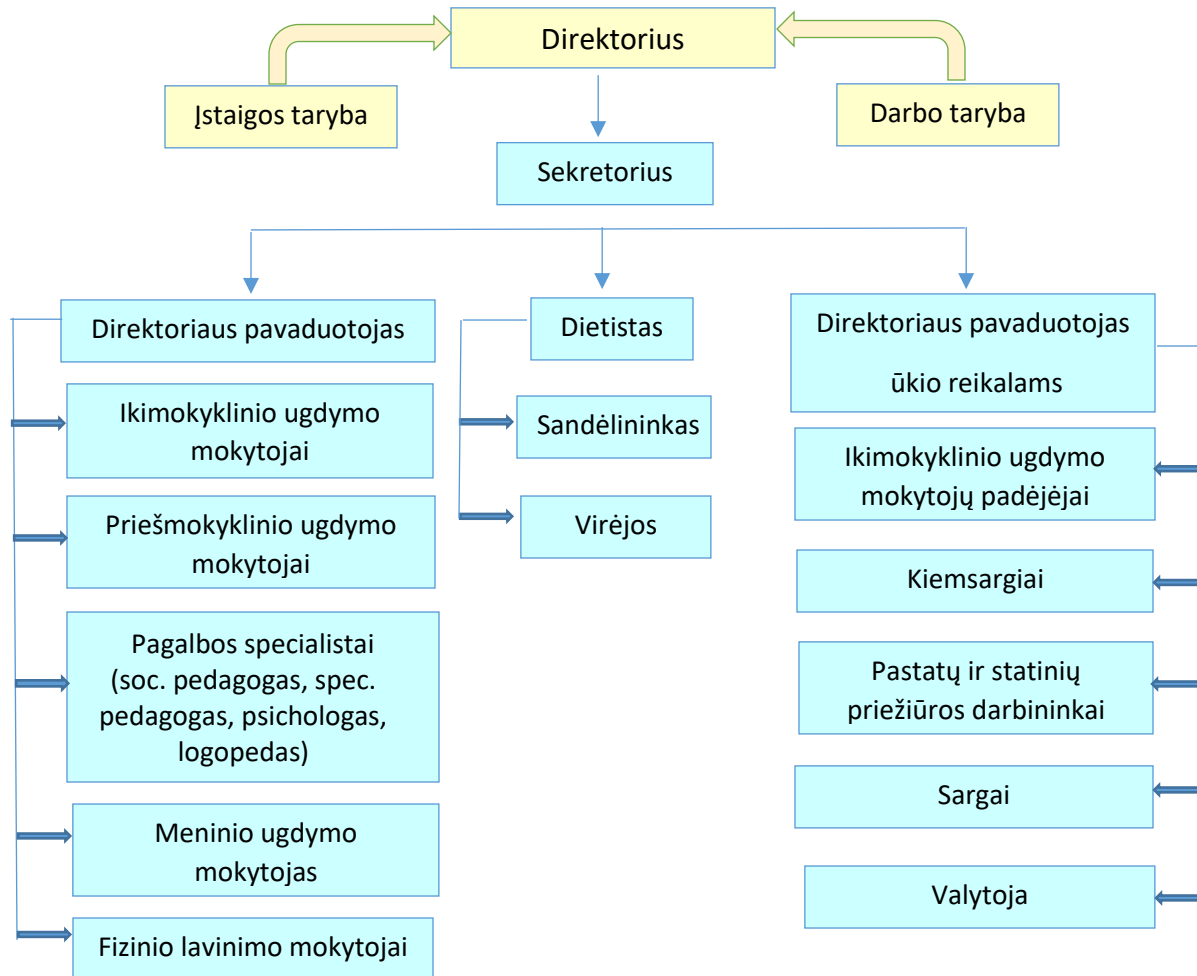 Direktorius
Įstaigos taryba
Darbo taryba
Sekretorius
Direktoriaus pavaduotojas
Ikimokyklinio ugdymo
mokytojai
Priešmokyklinio ugdymo
mokytojai
Pagalbos specialistai
(soc. pedagogas, spec.
pedagogas, psichologas,
logopedas)
Meninio ugdymo
mokytojas
Fizinio lavinimo mokytojai
Dietistas
Sandėlininkas
Virėjos
Direktoriaus pavaduotojas
ūkio reikalams
Ikimokyklinio ugdymo
mokytojų padėjėjai
Kiemsargiai
Pastatų ir statinių
priežiūros darbininkai
Sargai
Valytoja